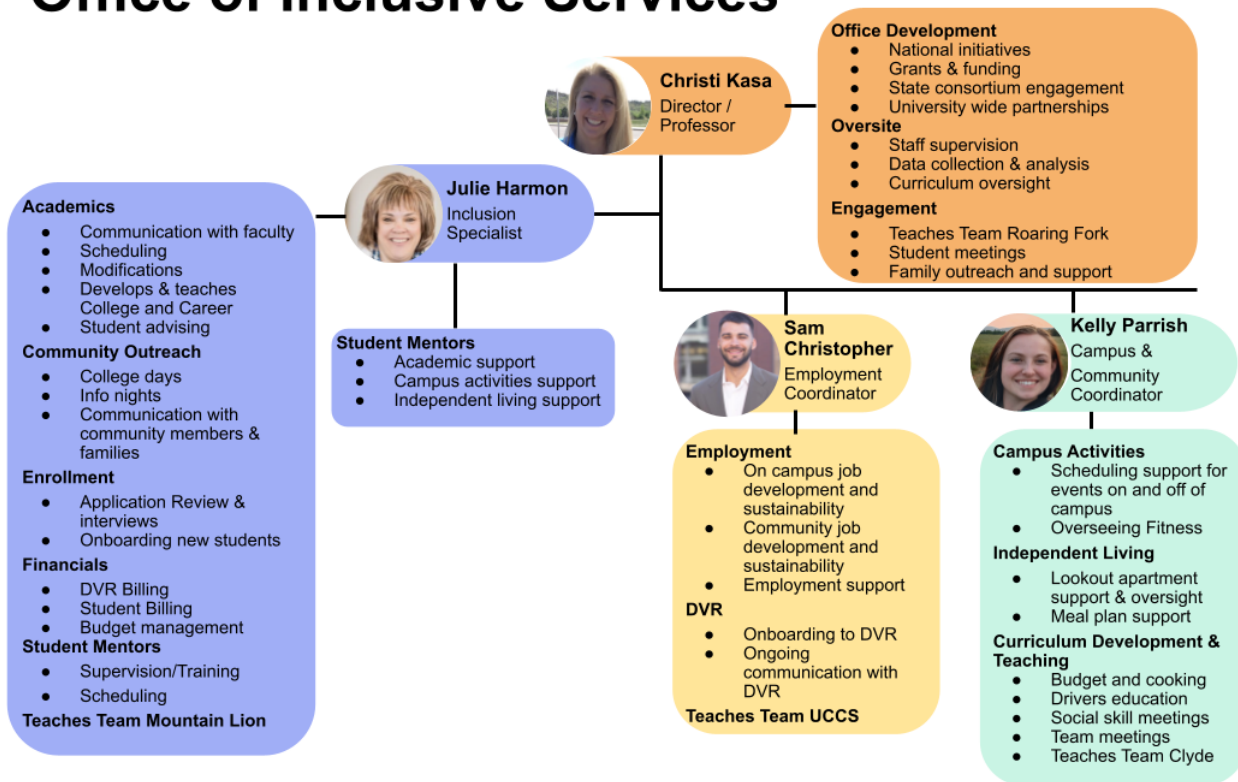 Office of Inclusive Services
Christi Kasa
Director /
Professor
Office Development
● National initiatives
● Grants & funding
● State consortium engagement
● University wide partnerships
Oversite
● Staff supervision
● Data collection & analysis
● Curriculum oversight
Engagement
● Teaches Team Roaring Fork
● Student meetings
● Family outreach and support
Julie Harmon
Inclusion
Specialist
Academics
● Communication with faculty
● Scheduling
● Modifications
● Develops & teaches
College and Career
● Student advising
Community Outreach
● College days
● Info nights
● Communication with
community members &
families
Enrollment
● Application Review &
interviews
● Onboarding new students
Financials
● DVR Billing
● Student Billing
● Budget management
Student Mentors
● Supervision/Training
● Scheduling
Teaches Team Mountain Lion
Student Mentors
● Academic support
● Campus activities support
● Independent living support
Sam
Christopher
Employment
Coordinator
Employment
● On campus job
development and
sustainability
● Community job
development and
sustainability
● Employment support
DVR
● Onboarding to DVR
● Ongoing
communication with
DVR
Teaches Team UCCS
Kelly Parrish
Campus &
Community
Coordinator
Campus Activities
● Scheduling support for
events on and off of
campus
● Overseeing Fitness
Independent Living
● Lookout apartment
support & oversight
● Meal plan support
Curriculum Development &
Teaching
● Budget and cooking
● Drivers education
● Social skill meetings
● Team meetings
● Teaches Team Clyde